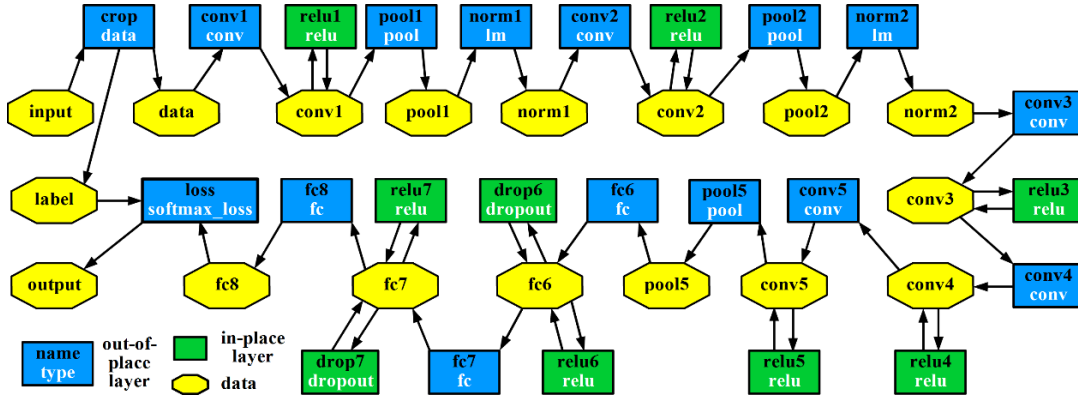 crop
data
conv1
conv
relu1
relu
pool1
pool
norm1
lm
conv2
conv
relu2
relu
pool2
pool
norm2
lm
input
data
conv1
pool1
norm1
conv2
pool2
norm2
conv3
conv
label
loss
softmax_loss
fc8
fc
relu7
relu
drop6
dropout
fc6
fc
pool5
pool
conv5
conv
conv3
relu3
relu
output
fc8
fc7
fc6
pool5
conv5
conv4
conv4
conv
name
type
out-of-
place
layer
in-place
layer
data
drop7
dropout
fc7
fc
relu6
relu
relu5
relu
relu4
relu